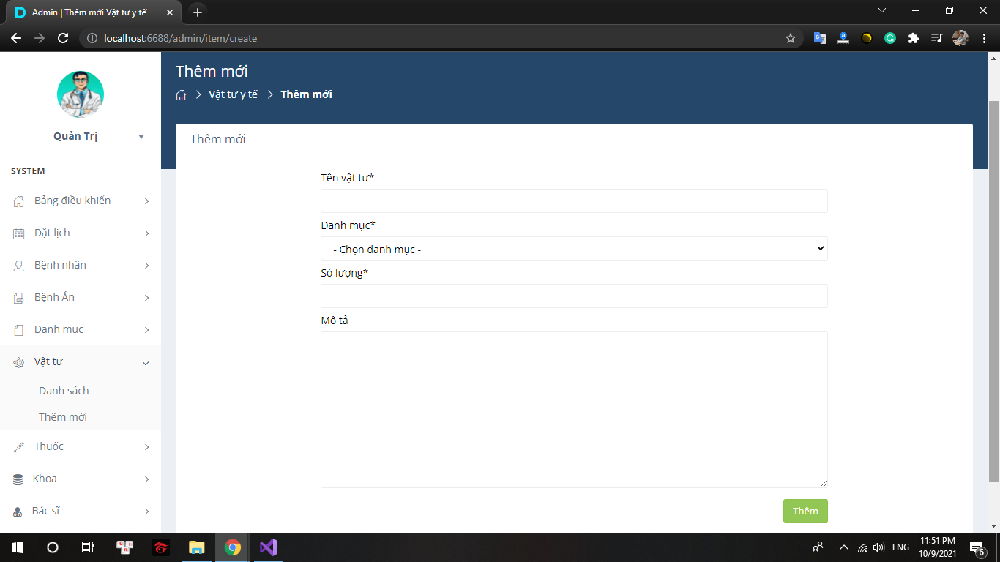 Admin | Thêm mới Vật tư y tế
localhost:6688/admin/item/create
Quản Trị
SYSTEM
Bảng điều khiển
Đặt lịch
Bệnh nhân
Bệnh Án
Danh mục
Vật tư
Danh sách
Thêm mới
Thuốc
Khoa
Bác sĩ
Thêm mới
Vật tư y tế
Thêm mới
Thêm mới
Tên vật tư*
Danh mục*
- Chọn danh mục -
Só lượng*
Mô tả
Thêm
ENG
11:51 PM
10/9/2021
6